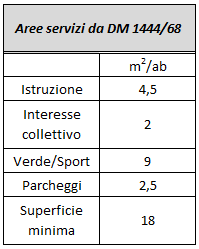 Aree servizi da DM 1444/68
m²/ab
Istruzione 4,5
Interesse
collettivo 2
Verde/Sport 9
Parcheggi 2,5
Superficie
minima 18